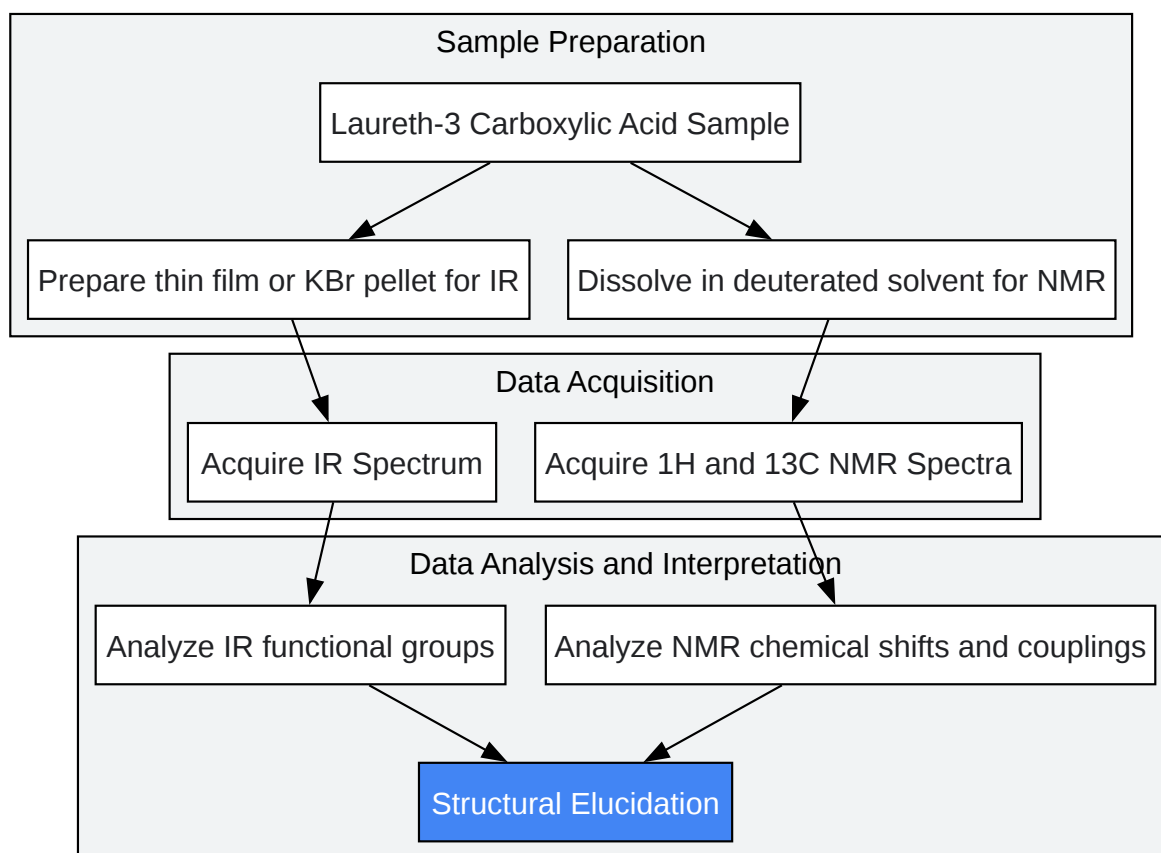 Sample Preparation
Laureth-3 Carboxylic Acid Sample
Prepare thin film or KBr pellet for IR
Dissolve in deuterated solvent for NMR
Data Acquisition
Acquire IR Spectrum
Acquire 1H and 13C NMR Spectra
Data Analysis and Interpretation
Analyze IR functional groups
Analyze NMR chemical shifts and couplings
Structural Elucidation